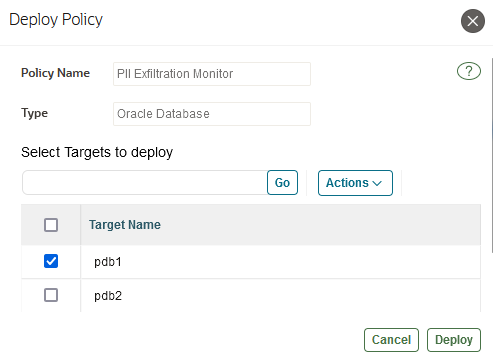 Deploy Policy
Policy Name PII Exfiltration Monitor
?
Type Oracle Database
Select Targets to deploy
Go Actions
Target Name
pdb1
pdb2
Cancel Deploy